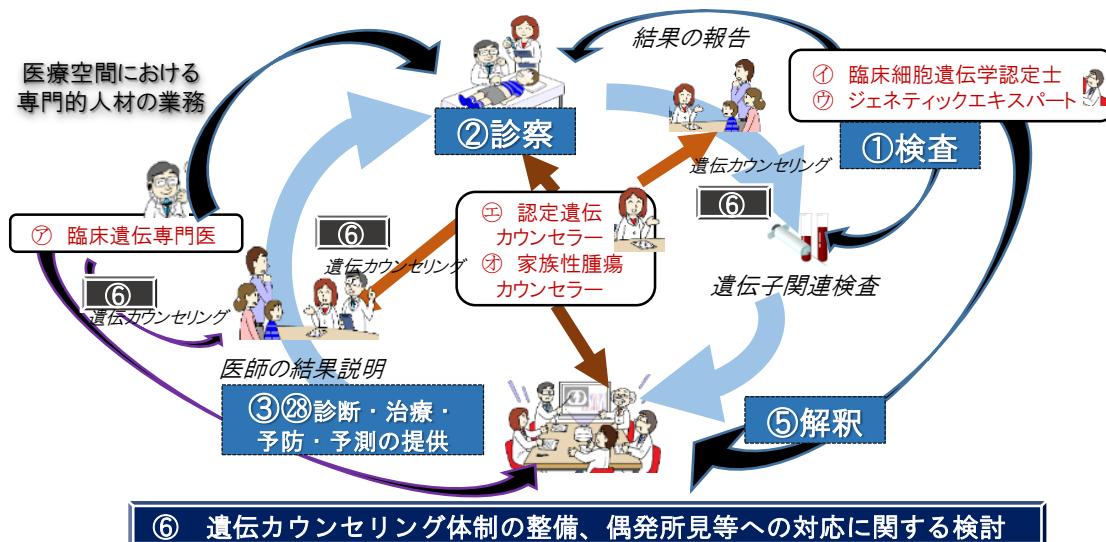 医療空間における
専門的人材の業務
結果の報告
㋑ 臨床細胞遺伝学認定士
㋒ ジェネティックエキスパート
①検査
②診察
遺伝カウンセリング
⑥
㋐ 臨床遺伝専門医
⑥
遺伝カウンセリング
㋓ 認定遺伝
カウンセラー
㋔ 家族性腫瘍
カウンセラー
⑥
遺伝カウンセリング
遺伝子関連検査
医師の結果説明
③㉘診断・治療・
予防・予測の提供
⑤解釈
⑥ 遺伝カウンセリング体制の整備、偶発所見等への対応に関する検討